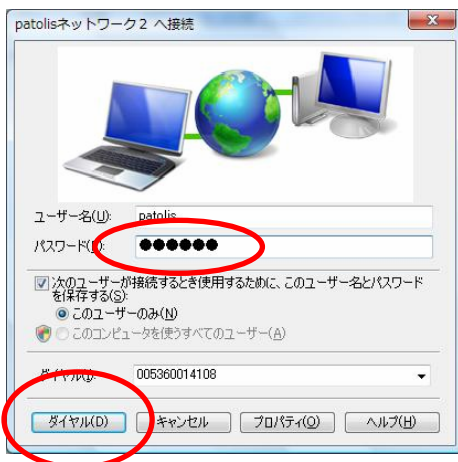 patolisネットワーク2 へ接続
ユーザー名(U): patolis
パスワード(P): ●●●●●●
次のユーザーが接続するとき使用するために、このユーザー名とパスワード
を保存する(S):
このユーザーのみ(N)
このコンピュータを使うすべてのユーザー(A)
ダイヤル(I): 005360014108
ダイヤル(D) キャンセル プロパティ(O) ヘルプ(H)